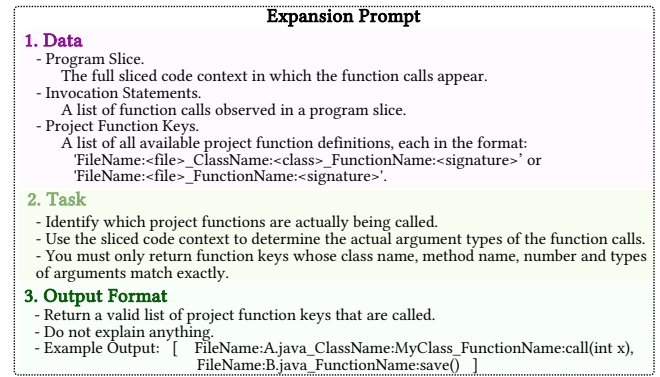 Expansion Prompt
1. Data
- Program Slice.
The full sliced code context in which the function calls appear.
- Invocation Statements.
A list of function calls observed in a program slice.
- Project Function Keys.
A list of all available project function definitions, each in the format:
'FileName:<file>_ClassName:<class>_FunctionName:<signature>’ or
'FileName:<file>_FunctionName:<signature>'.
2. Task
- Identify which project functions are actually being called.
- Use the sliced code context to determine the actual argument types of the function calls.
- You must only return function keys whose class name, method name, number and types
of arguments match exactly.
3. Output Format
- Return a valid list of project function keys that are called.
- Do not explain anything.
- Example Output: [ FileName:A.java_ClassName:MyClass_FunctionName:call(int x),
FileName:B.java_FunctionName:save() ]